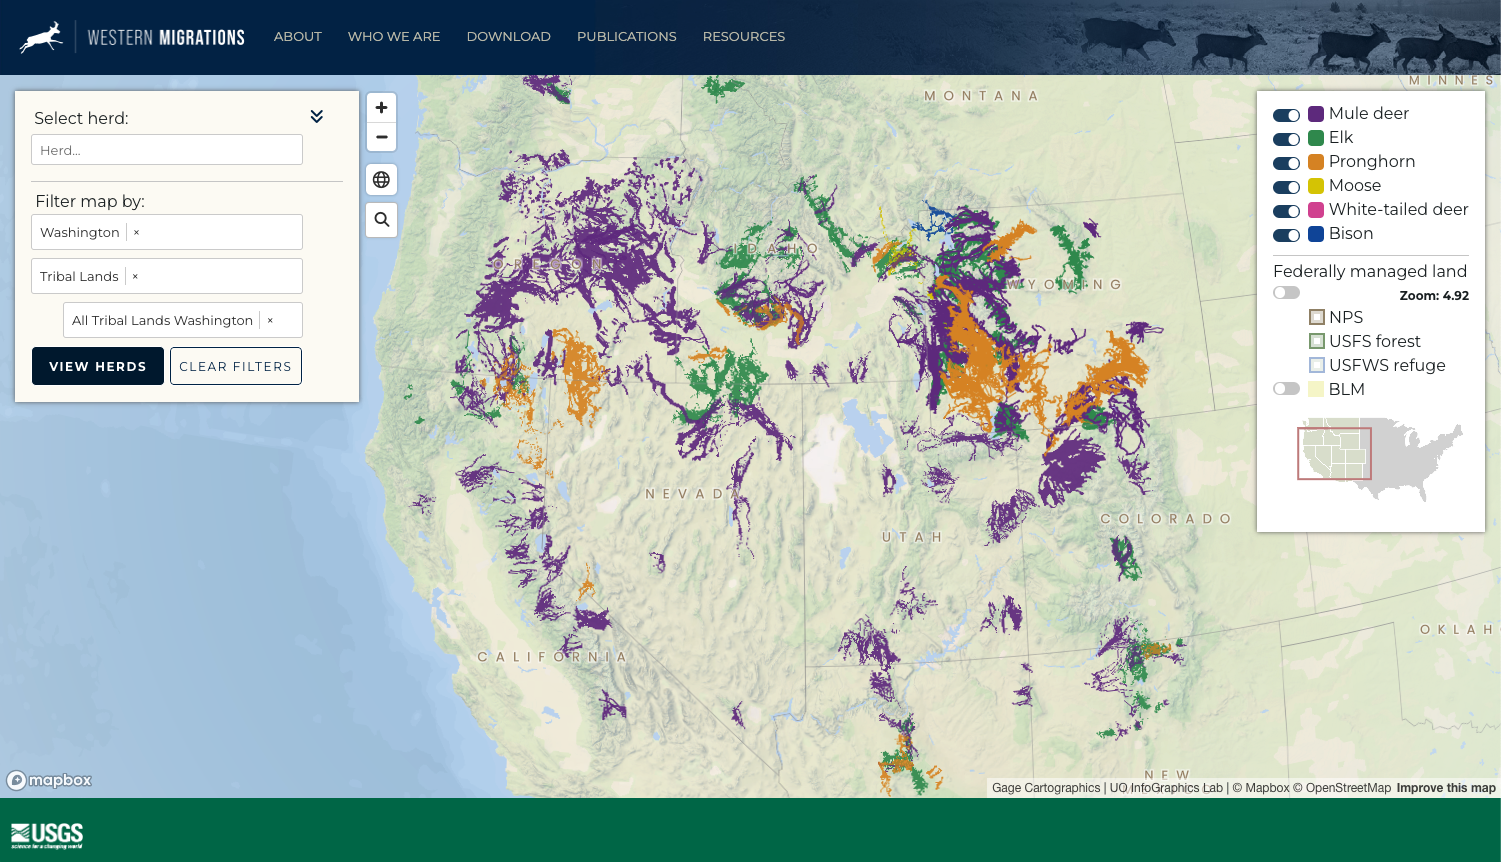 WESTERN MIGRATIONS
ABOUT
WHO WE ARE
DOWNLOAD
PUBLICATIONS
RESOURCES
Select herd:
Herd...
Filter map by:
Washington ×
Tribal Lands ×
All Tribal Lands Washington ×
VIEW HERDS
CLEAR FILTERS
MINNES
MONTANA
OREGON
IDAHO
WYOMING
NEVADA
UTAH
COLORADO
CALIFORNIA
OKLAH
NEW
Mule deer
Elk
Pronghorn
Moose
White-tailed deer
Bison
Federally managed land
Zoom: 4.92
NPS
USFS forest
USFWS refuge
BLM
mapbox
Gage Cartographics | UO InfoGraphics Lab | © Mapbox © OpenStreetMap Improve this map
USGS
science for a changing world